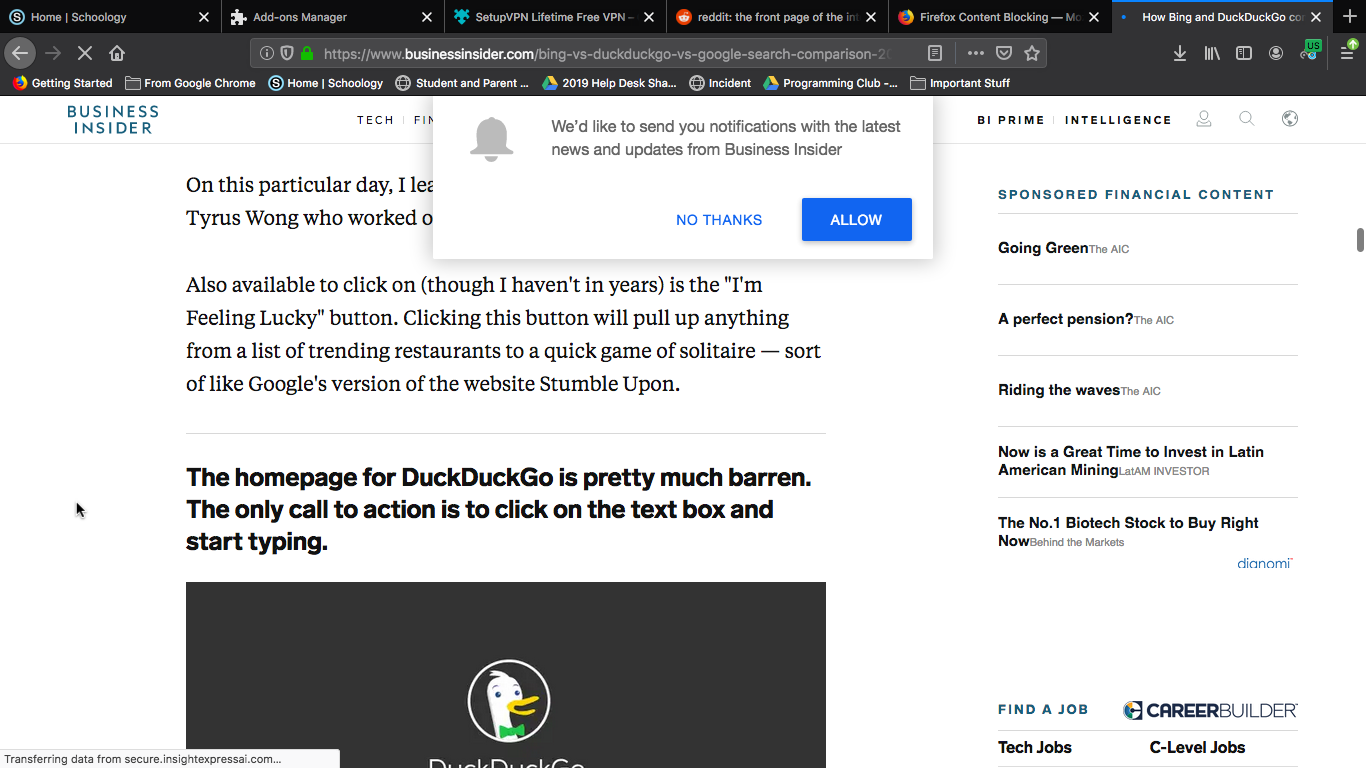 Home | Schoology
Add-ons Manager
SetupVPN Lifetime Free VPN –
reddit: the front page of the int
Firefox Content Blocking — Mo
How Bing and DuckDuckGo co
https://www.businessinsider.com/bing-vs-duckduckgo-vs-google-search-comparison-20
US
Getting Started
From Google Chrome
Home | Schoology
Student and Parent ...
2019 Help Desk Sha...
Incident
Programming Club -...
Important Stuff
BUSINESS
INSIDER
TECH
FIN
BI PRIME
INTELLIGENCE
We'd like to send you notifications with the latest
news and updates from Business Insider
NO THANKS
ALLOW
On this particular day, I lea
Tyrus Wong who worked o
Also available to click on (though I haven't in years) is the "I'm
Feeling Lucky" button. Clicking this button will pull up anything
from a list of trending restaurants to a quick game of solitaire — sort
of like Google's version of the website Stumble Upon.
The homepage for DuckDuckGo is pretty much barren.
The only call to action is to click on the text box and
start typing.
DuckDuckGo
SPONSORED FINANCIAL CONTENT
Going Green The AIC
A perfect pension? The AIC
Riding the waves The AIC
Now is a Great Time to Invest in Latin
American Mining LatAM INVESTOR
The No.1 Biotech Stock to Buy Right
Now Behind the Markets
dianomi
FIND A JOB
CAREERBUILDER
Tech Jobs
C-Level Jobs
Transferring data from secure.insightexpressai.com...